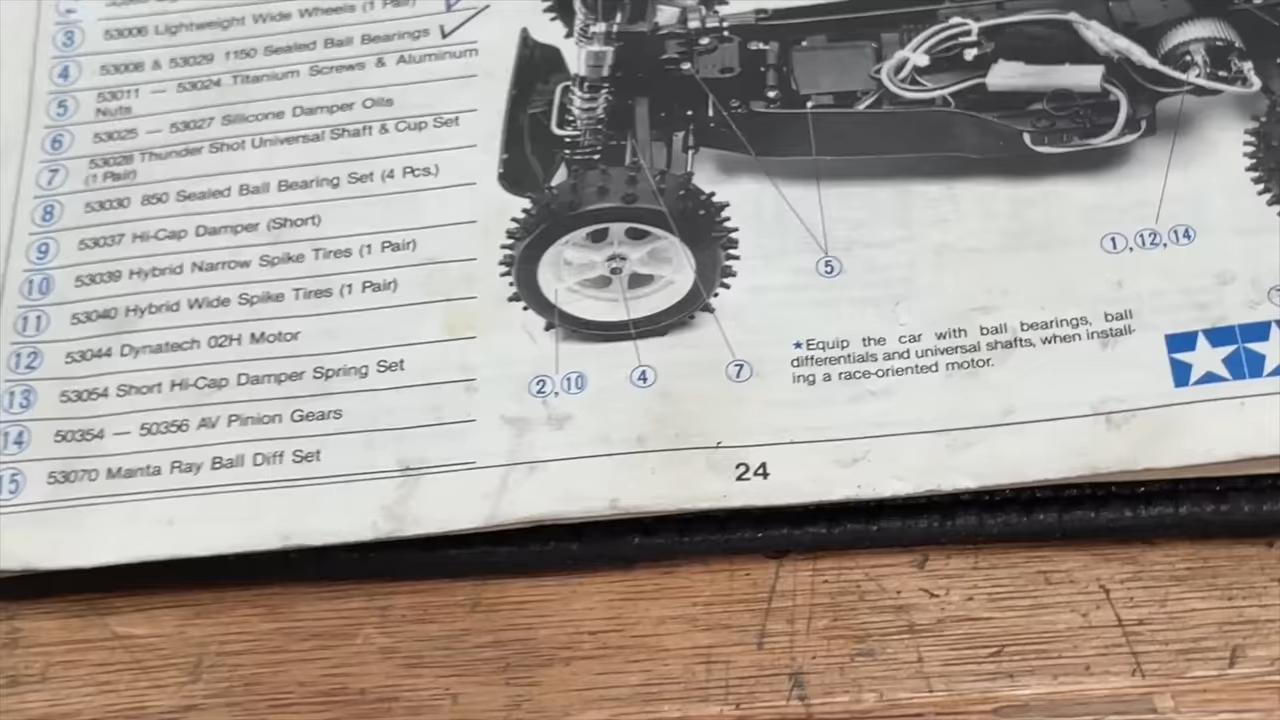 3 53006 Lightweight Wide Wheels (1 Pair)
4 53008 & 53029 1150 Sealed Ball Bearings
5 53011 — 53024 Titanium Screws & Aluminum
Nuts
6 53025 — 53027 Silicone Damper Oils
7 53028 Thunder Shot Universal Shaft & Cup Set
(1 Pair)
8 53030 850 Sealed Ball Bearing Set (4 Pcs.)
9 53037 Hi-Cap Damper (Short)
10 53039 Hybrid Narrow Spike Tires (1 Pair)
11 53040 Hybrid Wide Spike Tires (1 Pair)
12 53044 Dynatech 02H Motor
13 53054 Short Hi-Cap Damper Spring Set
14 50354 — 50356 AV Pinion Gears
15 53070 Manta Ray Ball Diff Set
1,12,14
5
2,10
4
7
★Equip the car with ball bearings, ball
differentials and universal shafts, when install-
ing a race-oriented motor.
24